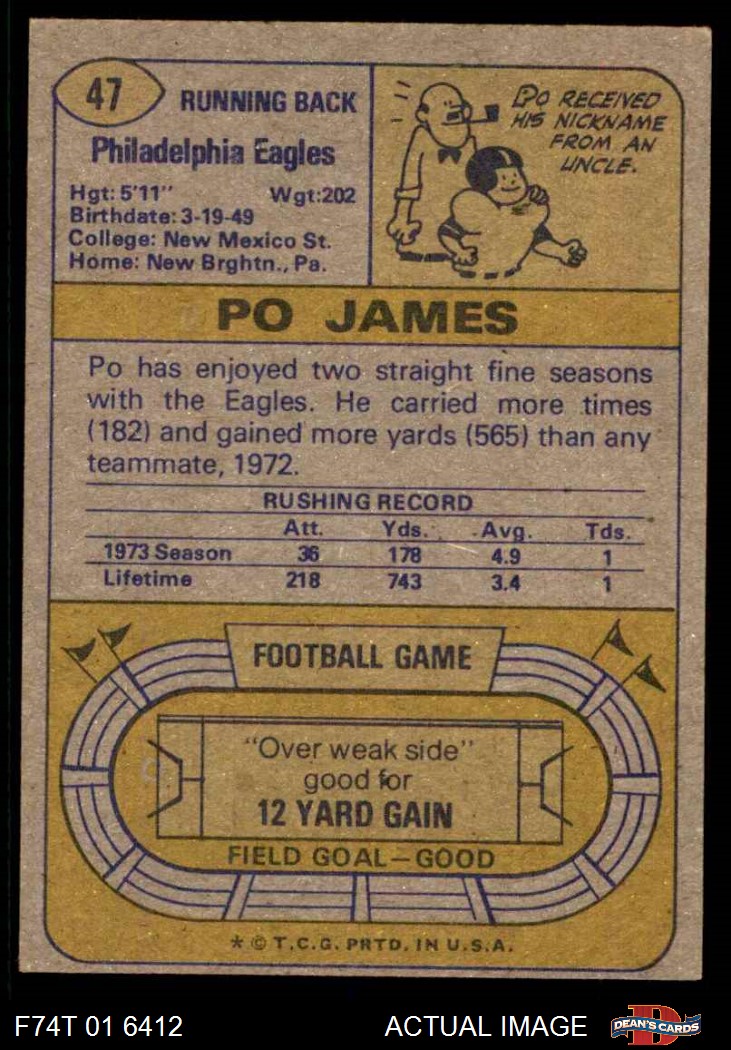 47
RUNNING BACK
Philadelphia Eagles
Hgt: 5'11" Wgt:202
Birthdate: 3-19-49
College: New Mexico St.
Home: New Brghtn., Pa.
PO RECEIVED
HIS NICKNAME
FROM AN
UNCLE.
PO JAMES
Po has enjoyed two straight fine seasons
with the Eagles. He carried more times
(182) and gained more yards (565) than any
teammate, 1972.
RUSHING RECORD
Att. Yds. Avg. Tds.
1973 Season 36 178 4.9 1
Lifetime 218 743 3.4 1
FOOTBALL GAME
"Over weak side"
good for
12 YARD GAIN
FIELD GOAL—GOOD
* © T.C.G. PRTD. IN U.S.A.
F74T 01 6412 ACTUAL IMAGE
D
DEAN'S CARDS